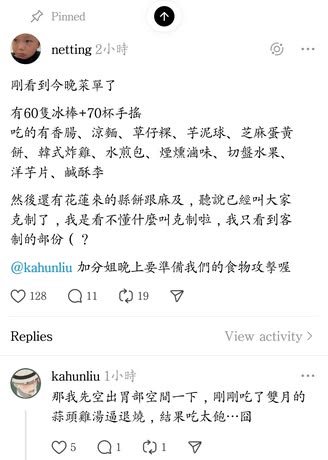 Pinned
netting 2小時
剛看到今晚菜單了
有60隻冰棒+70杯手搖
吃的有香腸、涼麵、草仔粿、芋泥球、芝麻蛋黃
餅、韓式炸雞、水煎包、煙燻滷味、切盤水果、
洋芋片、鹹酥李
然後還有花蓮來的縣餅跟麻及，聽說已經叫大家
克制了，我是看不懂什麼叫克制啦，我只看到客
制的部份（？
@kahunliu 加分姐晚上要準備我們的食物攻擊喔
128 11 19
Replies View activity >
kahunliu 1小時
那我先空出胃部空間一下，剛剛吃了雙月的
蒜頭雞湯逼退燒，結果吃太飽…囧
5 1 1